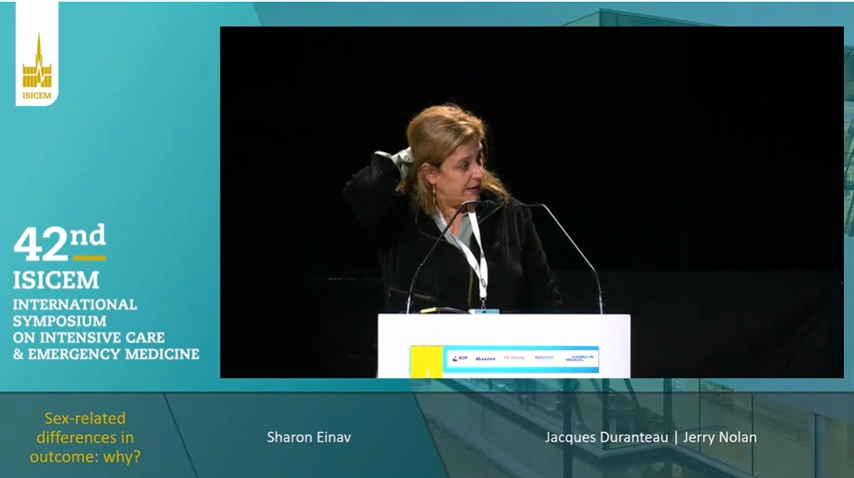 ISICEM
42nd
ISICEM
INTERNATIONAL
SYMPOSIUM
ON INTENSIVE CARE
& EMERGENCY MEDICINE
AOP
Baxter
Sex-related
differences in
outcome: why?
Sharon Einav
Jacques Duranteau | Jerry Nolan